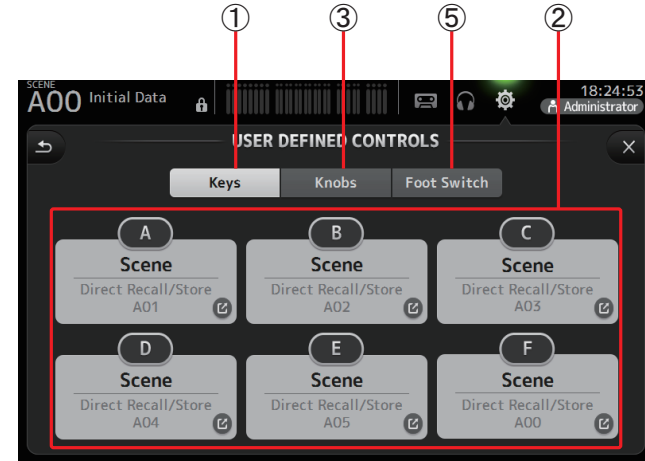 ① ③ ⑤ ②
SCENE
A00 Initial Data
18:24:53
Administrator
USER DEFINED CONTROLS
Keys Knobs Foot Switch
A B C
Scene Scene Scene
Direct Recall/Store Direct Recall/Store Direct Recall/Store
A01 A02 A03
D E F
Scene Scene Scene
Direct Recall/Store Direct Recall/Store Direct Recall/Store
A04 A05 A00